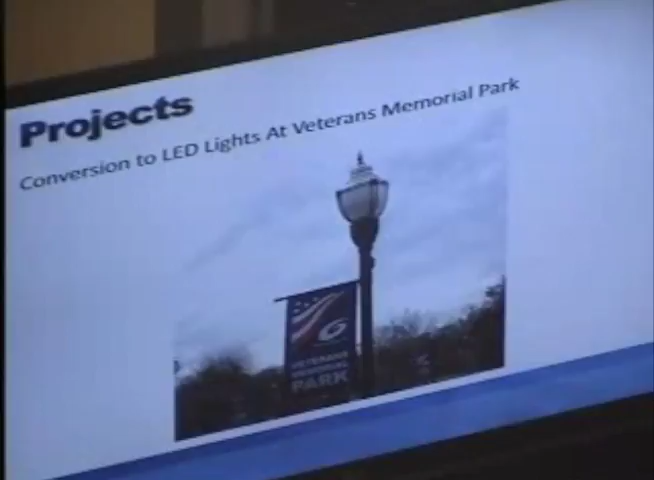 Projects
Conversion to LED Lights At Veterans Memorial Park
G
VETERANS
MEMORIAL
PARK